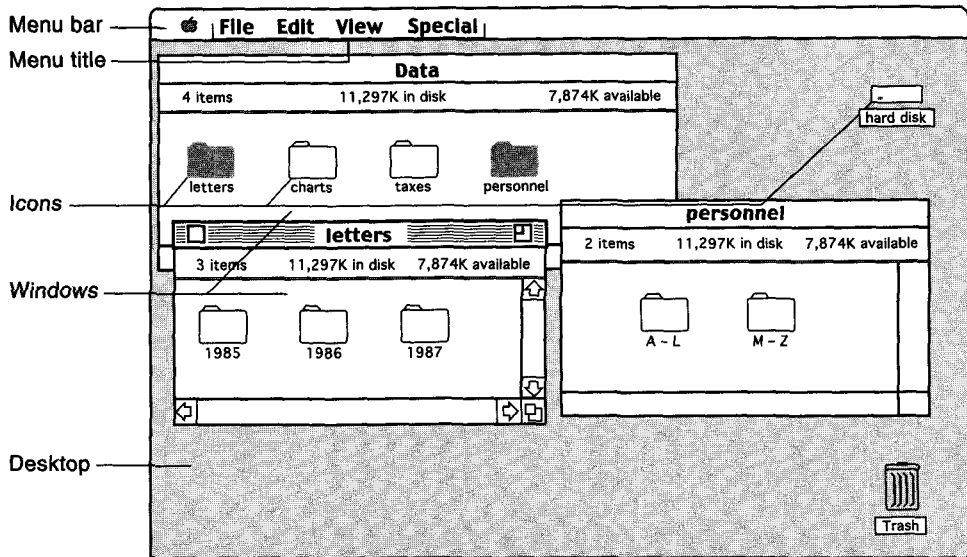 Menu bar
File Edit View Special
Menu title
Data
4 items 11,297K in disk 7,874K available
hard disk
letters charts taxes personnel
Icons
personnel
2 items 11,297K in disk 7,874K available
letters
3 items 11,297K in disk 7,874K available
Windows
A – L M – Z
1985 1986 1987
Desktop
Trash